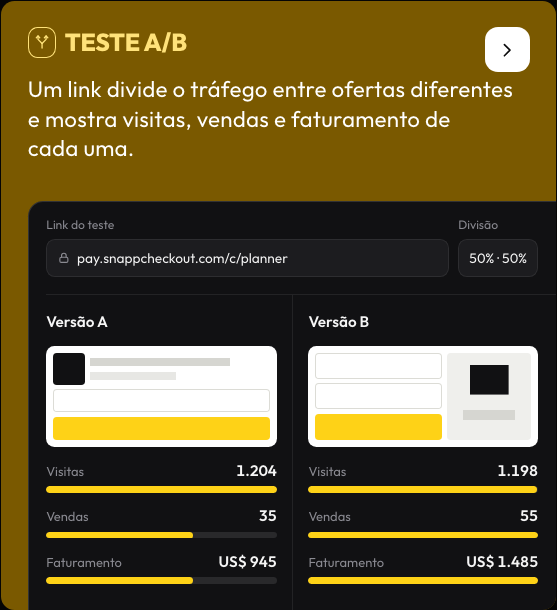 TESTE A/B
Um link divide o tráfego entre ofertas diferentes
e mostra visitas, vendas e faturamento de
cada uma.
Link do teste
Divisão
pay.snappcheckout.com/c/planner
50% · 50%
Versão A
Versão B
Visitas 1.204
Visitas 1.198
Vendas 35
Vendas 55
Faturamento US$ 945
Faturamento US$ 1.485